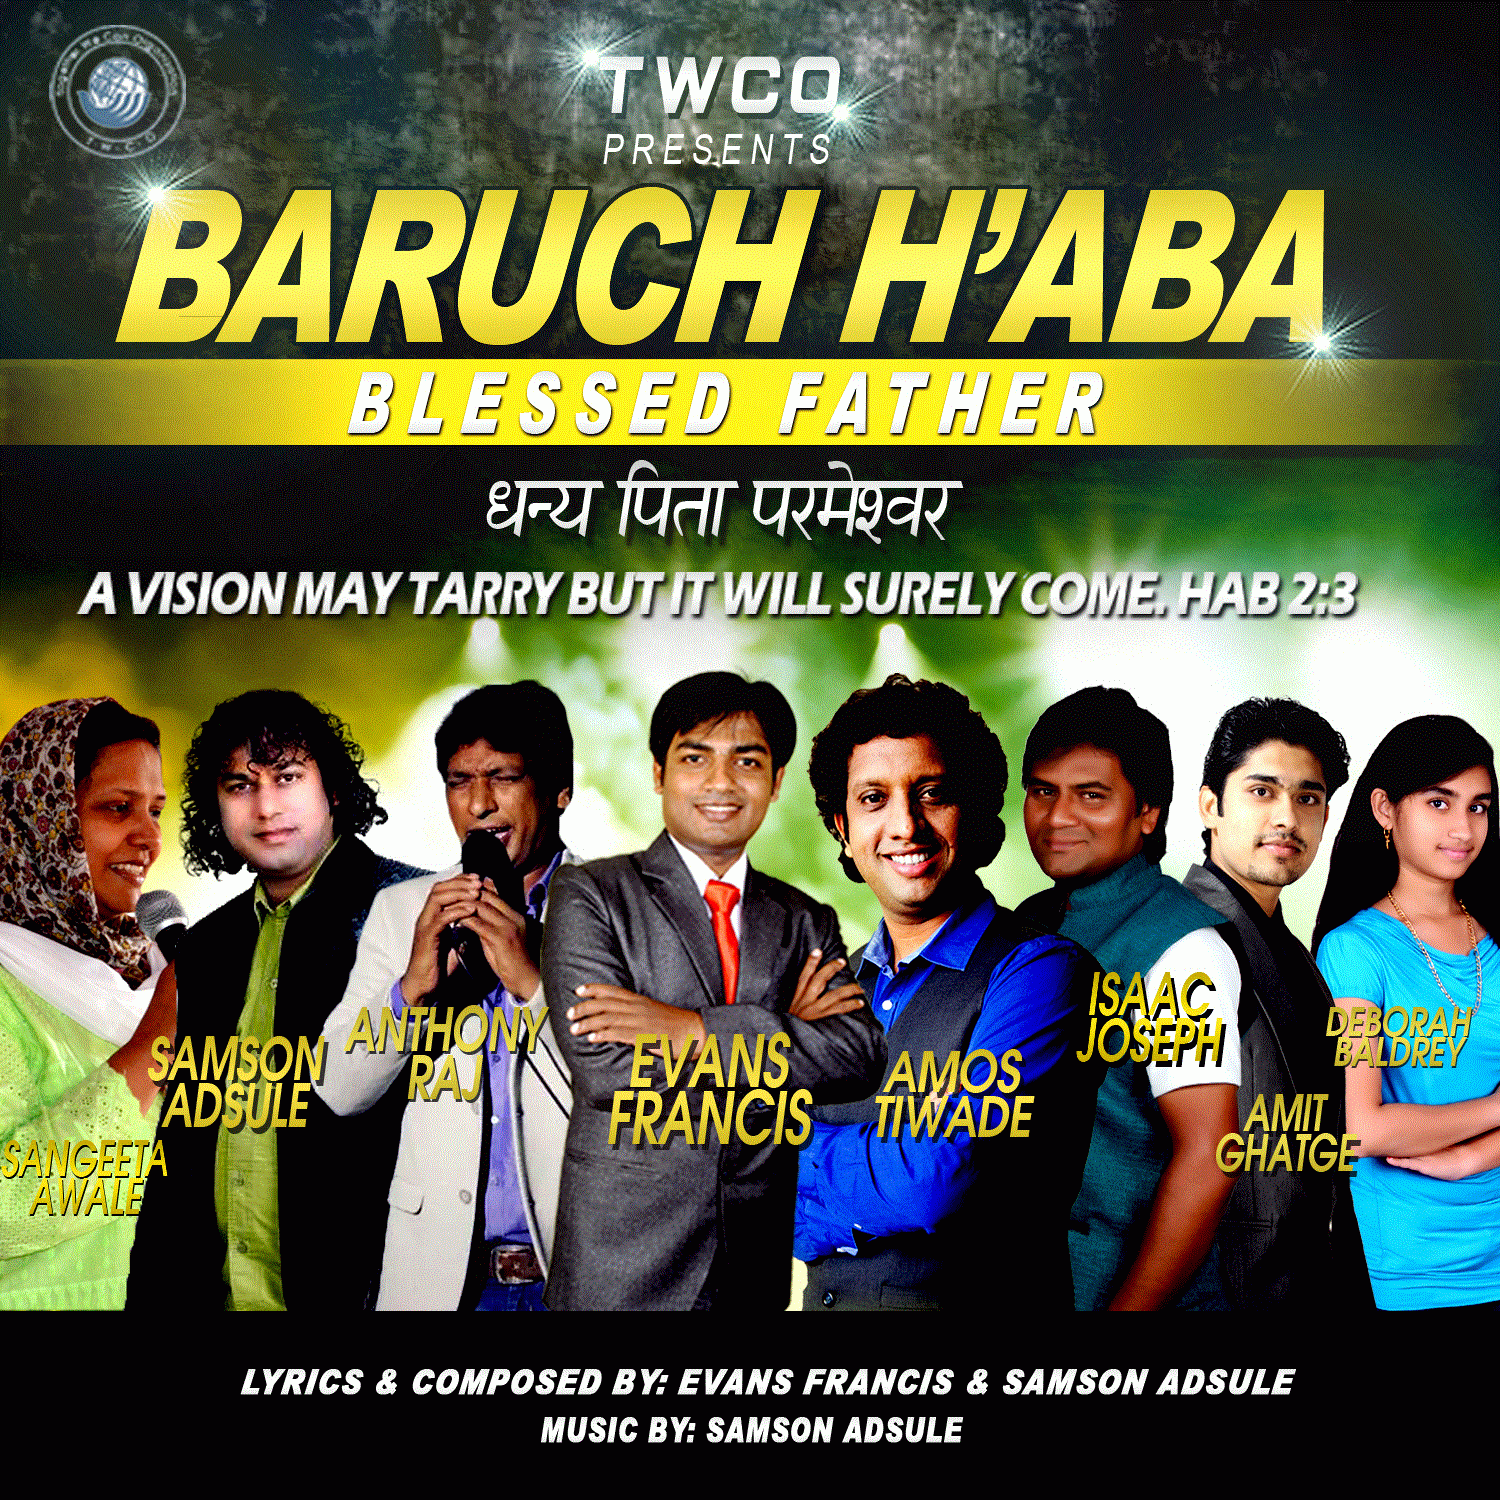 TWCO
PRESENTS
BARUCH H'ABA
BLESSED FATHER
धन्य पिता परमेश्वर
A VISION MAY TARRY BUT IT WILL SURELY COME. HAB 2:3
SANGEETA
AWALE
SAMSON
ADSULE
ANTHONY
RAJ
EVANS
FRANCIS
AMOS
TIWADE
ISAAC
JOSEPH
AMIT
GHATGE
DEBORAH
BALDREY
LYRICS & COMPOSED BY: EVANS FRANCIS & SAMSON ADSULE
MUSIC BY: SAMSON ADSULE